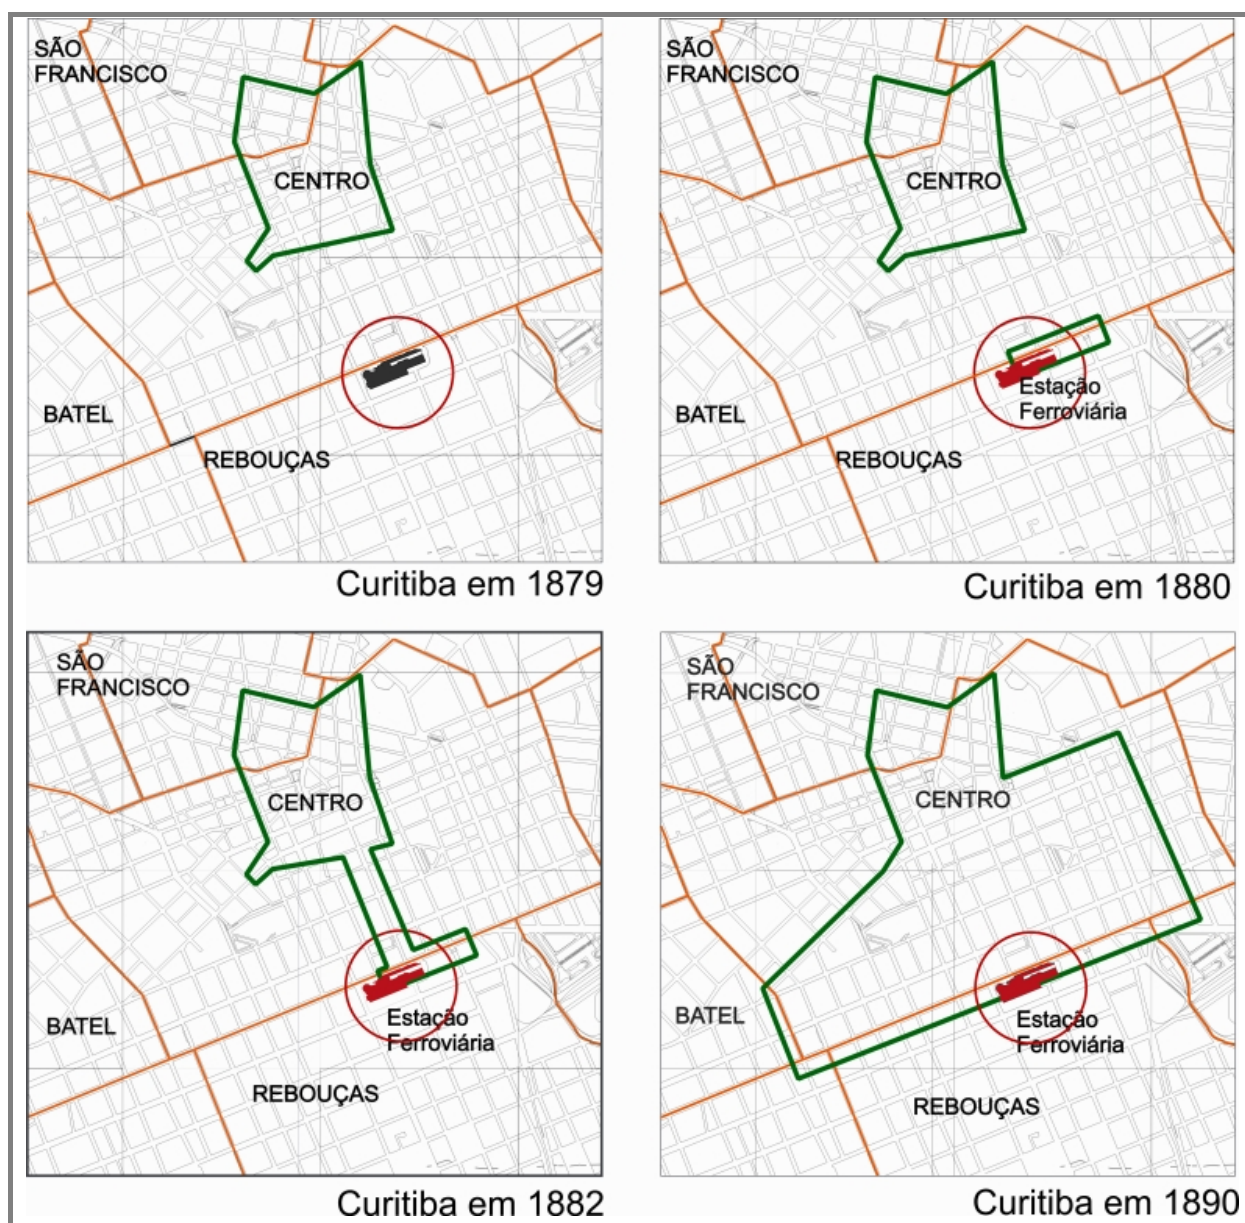 SÃO
FRANCISCO
CENTRO
BATEL
REBOUÇAS
Curitiba em 1879
SÃO
FRANCISCO
CENTRO
Estação
Ferroviária
BATEL
REBOUÇAS
Curitiba em 1880
SÃO
FRANCISCO
CENTRO
Estação
Ferroviária
BATEL
REBOUÇAS
Curitiba em 1882
SÃO
FRANCISCO
CENTRO
BATEL
Estação
Ferroviária
REBOUÇAS
Curitiba em 1890